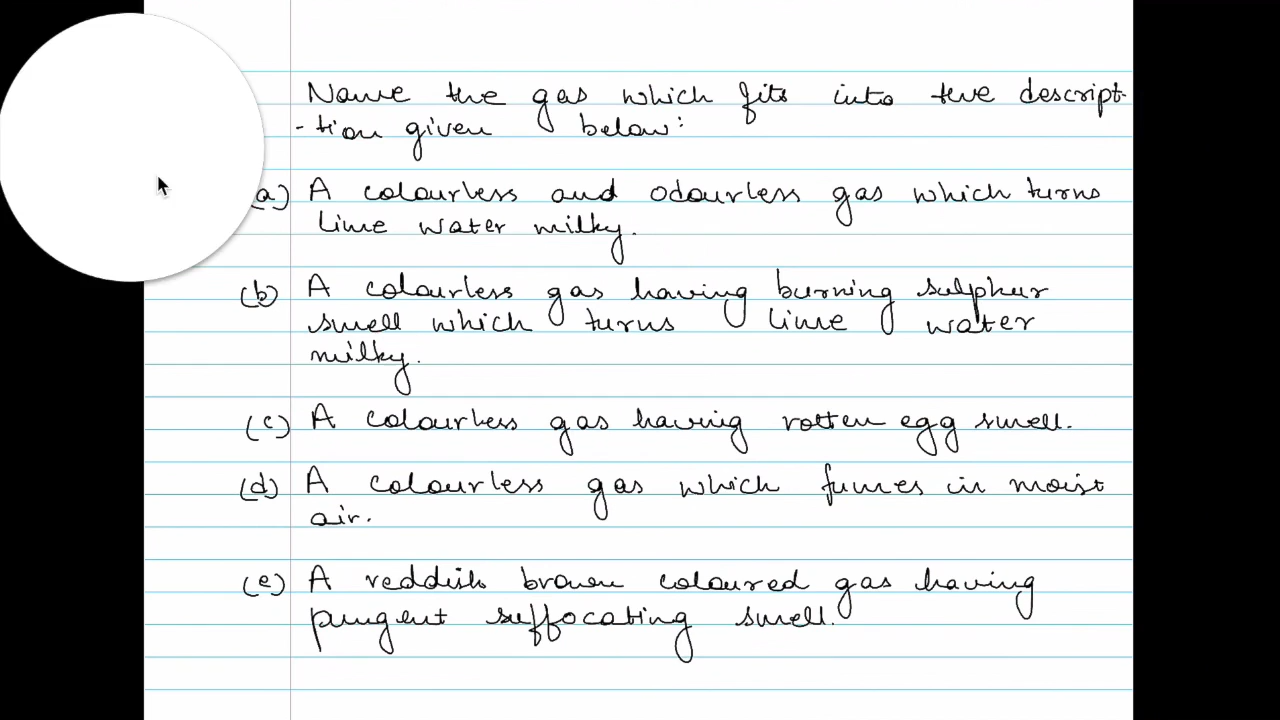 Name the gas which fits into the descript-
-tion given below:
(a) A colourless and odourless gas which turns
lime water milky.
(b) A colourless gas having burning sulphur
smell which turns lime water
milky.
(c) A colourless gas having rotten egg smell.
(d) A colourless gas which fumes in moist
air.
(e) A reddish brown coloured gas having
pungent suffocating smell.